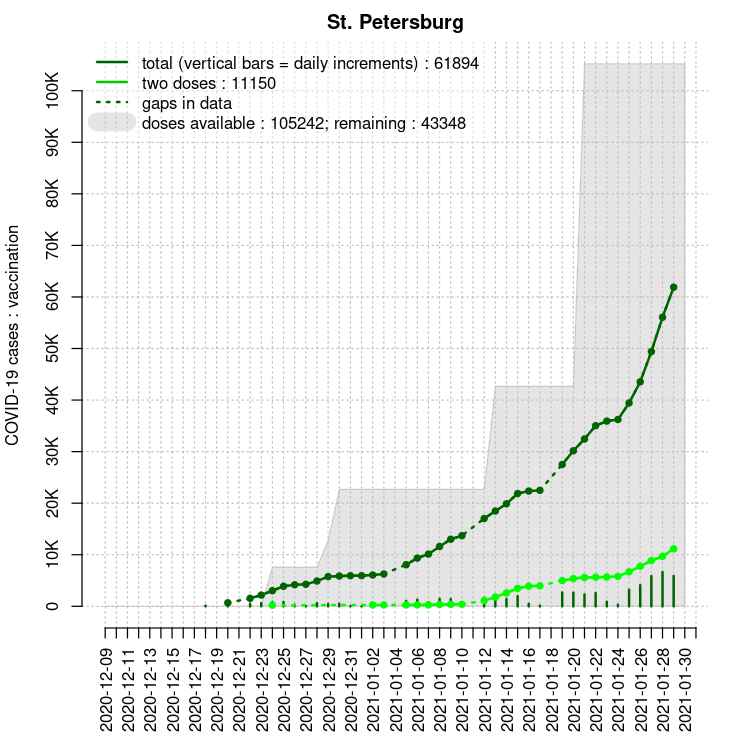 St. Petersburg
total (vertical bars = daily increments) : 61894
two doses : 11150
gaps in data
doses available : 105242; remaining : 43348
COVID-19 cases : vaccination
100K
90K
80K
70K
60K
50K
40K
30K
20K
10K
0
2020-12-09
2020-12-11
2020-12-13
2020-12-15
2020-12-17
2020-12-19
2020-12-21
2020-12-23
2020-12-25
2020-12-27
2020-12-29
2020-12-31
2021-01-02
2021-01-04
2021-01-06
2021-01-08
2021-01-10
2021-01-12
2021-01-14
2021-01-16
2021-01-18
2021-01-20
2021-01-22
2021-01-24
2021-01-26
2021-01-28
2021-01-30